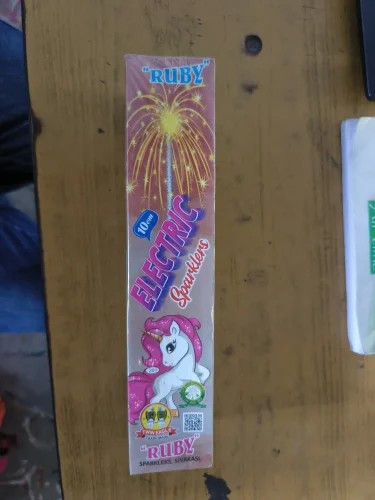 "RUBY"
10cm
ELECTRIC
Sparklers
"RUBY"
SPARKLERS, SIVAKASI.